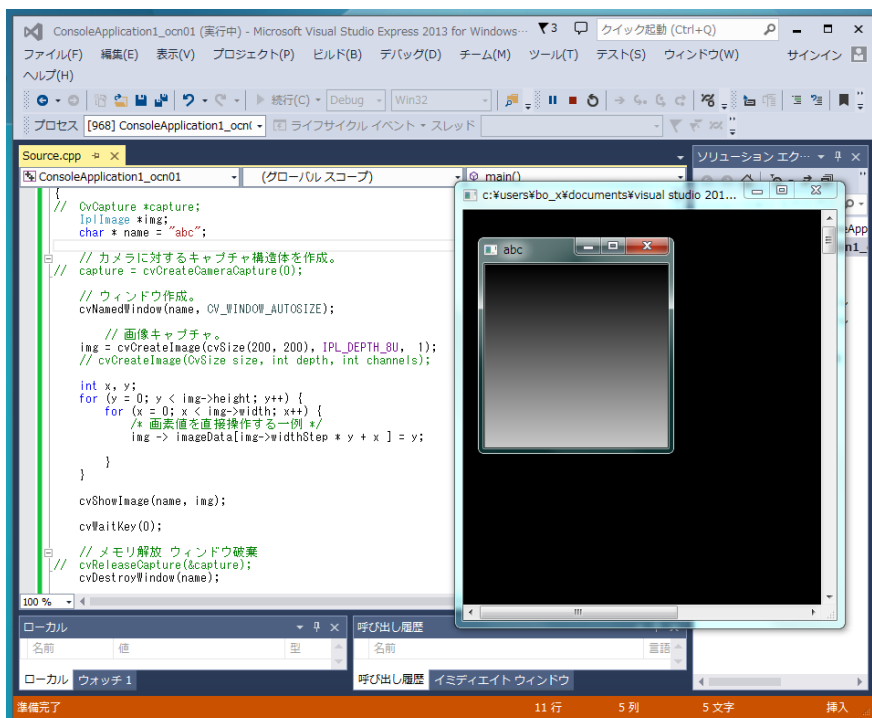 ConsoleApplication1_ocn01 (実行中) - Microsoft Visual Studio Express 2013 for Windows… 3 クイック起動 (Ctrl+Q)
ファイル(F) 編集(E) 表示(V) プロジェクト(P) ビルド(B) デバッグ(D) チーム(M) ツール(T) テスト(S) ウィンドウ(W) サインイン
ヘルプ(H)
続行(C) Debug Win32
プロセス [968] ConsoleApplication1_ocn( ライフサイクル イベント スレッド
Source.cpp
ソリューション エク…
ConsoleApplication1_ocn01 (グローバル スコープ) main()
{
// CvCapture *capture;
IplImage *img;
char * name = "abc";
// カメラに対するキャプチャ構造体を作成。
// capture = cvCreateCameraCapture(0);
// ウィンドウ作成。
cvNamedWindow(name, CV_WINDOW_AUTOSIZE);
// 画像キャプチャ。
img = cvCreateImage(cvSize(200, 200), IPL_DEPTH_8U, 1);
// cvCreateImage(CvSize size, int depth, int channels);
int x, y;
for (y = 0; y < img->height; y++) {
for (x = 0; x < img->width; x++) {
/* 画素値を直接操作する一例 */
img -> imageData[img->widthStep * y + x ] = y;
}
}
cvShowImage(name, img);
cvWaitKey(0);
// メモリ解放 ウィンドウ破棄
// cvReleaseCapture(&capture);
cvDestroyWindow(name);
100 %
c:¥users¥bo_x¥documents¥visual studio 201...
abc
ローカル
名前 値 型
ローカル ウォッチ 1
呼び出し履歴
名前 言語
呼び出し履歴 イミディエイト ウィンドウ
準備完了 11 行 5 列 5 文字 挿入